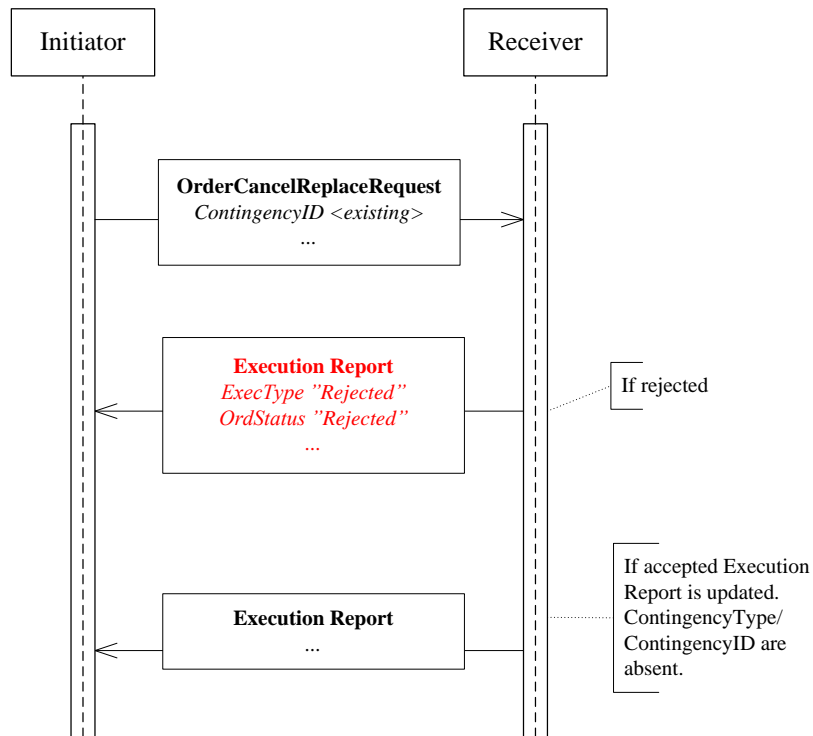 Initiator
Receiver
OrderCancelReplaceRequest
ContingencyID <existing>
...
Execution Report
ExecType ”Rejected”
OrdStatus ”Rejected”
...
If rejected
Execution Report
...
If accepted Execution
Report is updated.
ContingencyType/
ContingencyID are
absent.